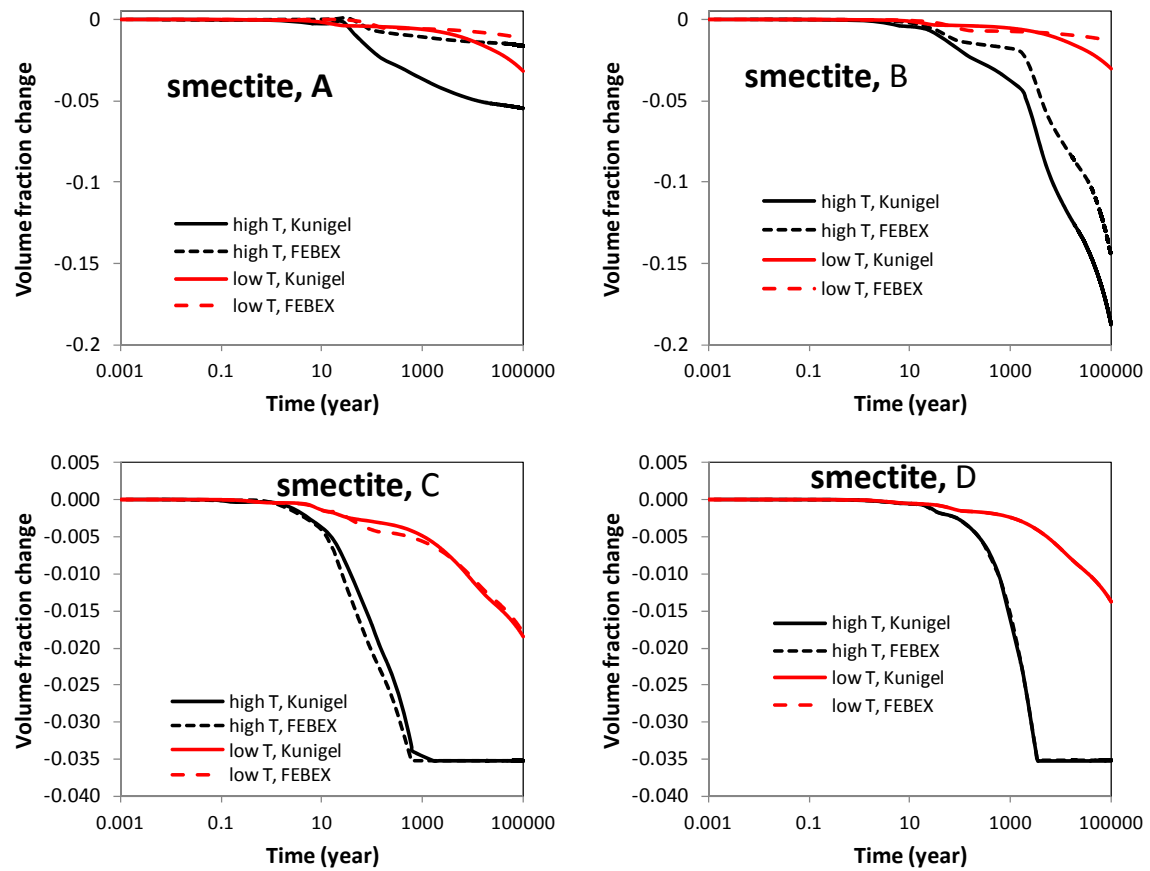 smectite, A
Volume fraction change
0
-0.05
-0.1
-0.15
-0.2
high T, Kunigel
high T, FEBEX
low T, Kunigel
low T, FEBEX
0.001 0.1 10 1000 100000
Time (year)
smectite, B
Volume fraction change
0
-0.05
-0.1
-0.15
-0.2
high T, Kunigel
high T, FEBEX
low T, Kunigel
low T, FEBEX
0.001 0.1 10 1000 100000
Time (year)
smectite, C
Volume fraction change
0.005
0.000
-0.005
-0.010
-0.015
-0.020
-0.025
-0.030
-0.035
-0.040
high T, Kunigel
high T, FEBEX
low T, Kunigel
low T, FEBEX
0.001 0.1 10 1000 100000
Time (year)
smectite, D
Volume fraction change
0.005
0.000
-0.005
-0.010
-0.015
-0.020
-0.025
-0.030
-0.035
-0.040
high T, Kunigel
high T, FEBEX
low T, Kunigel
low T, FEBEX
0.001 0.1 10 1000 100000
Time (year)